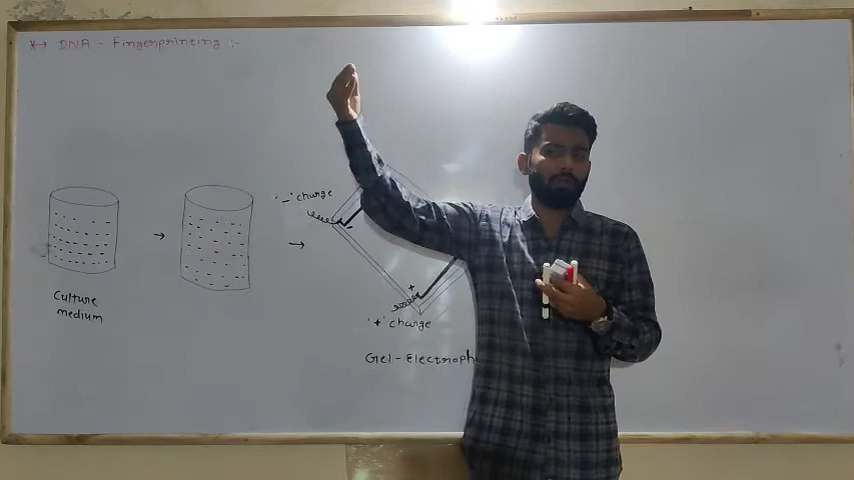 * → DNA - Fingerprinting :-
'-' charge
-
→
→
Culture
medium
+
'+' charge
Gel - Electroph